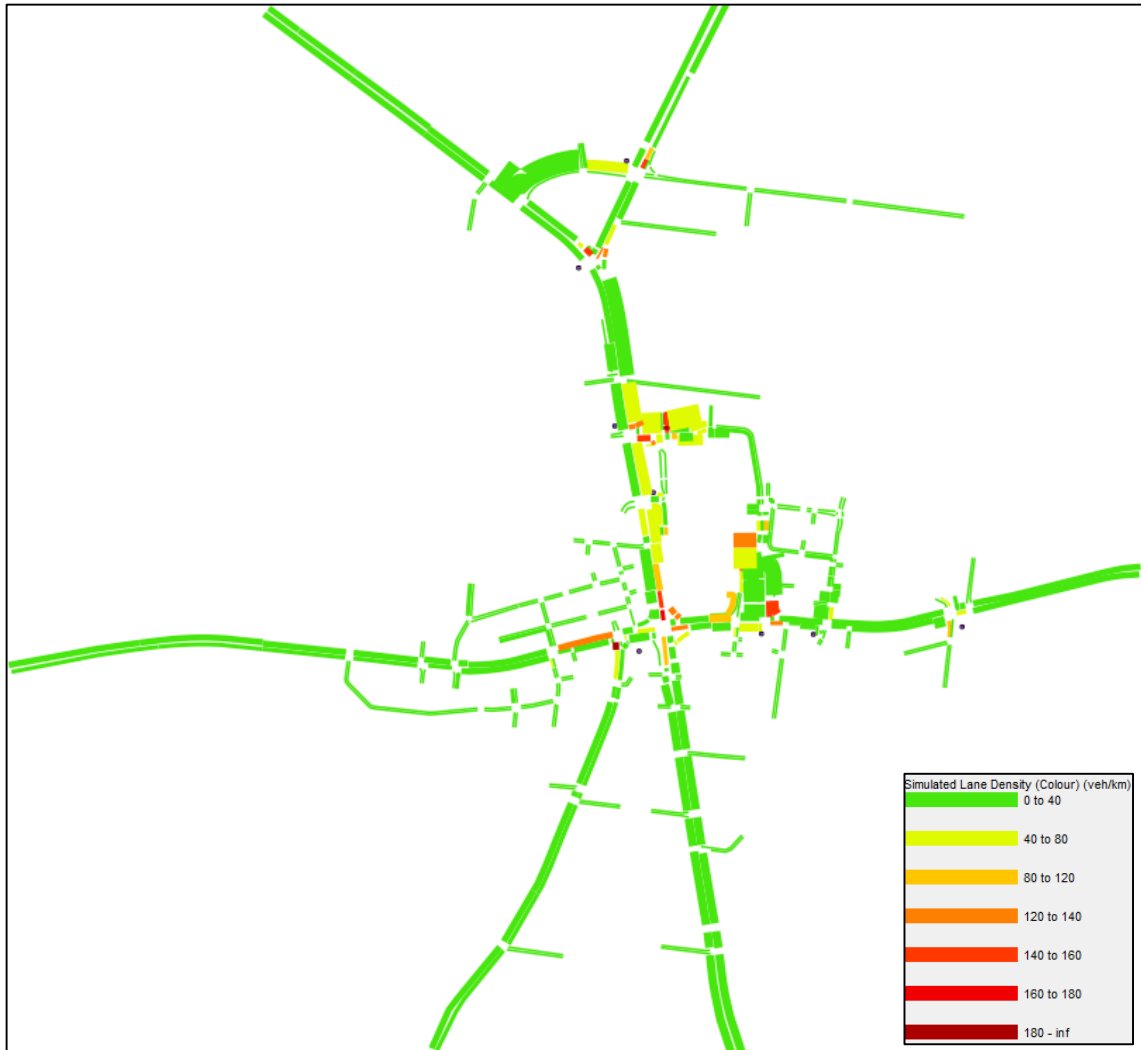 Simulated Lane Density (Colour) (veh/km)
0 to 40
40 to 80
80 to 120
120 to 140
140 to 160
160 to 180
180 - inf